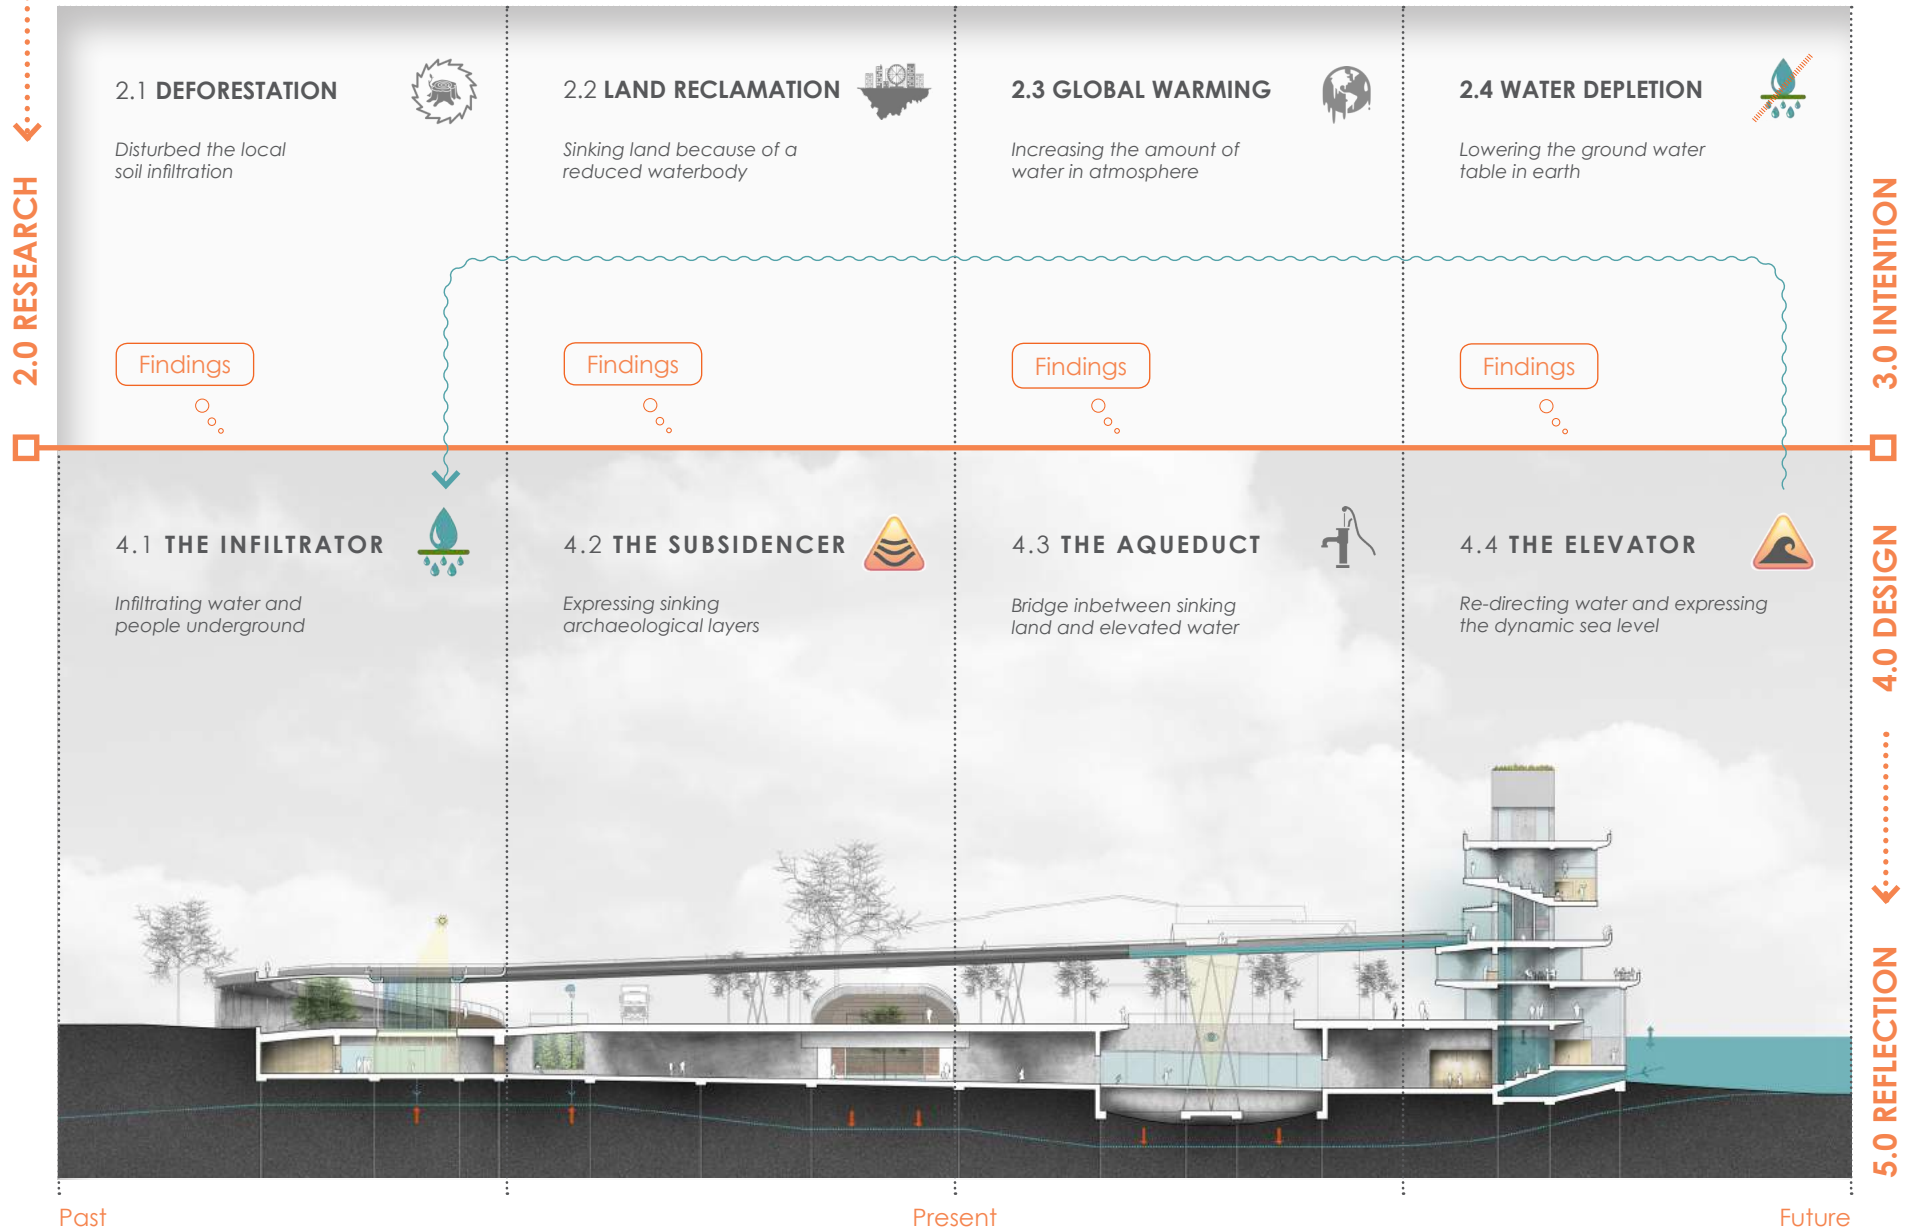 2.0 RESEARCH
2.1 DEFORESTATION
Disturbed the local
soil infiltration
Findings
2.2 LAND RECLAMATION
Sinking land because of a
reduced waterbody
Findings
2.3 GLOBAL WARMING
Increasing the amount of
water in atmosphere
Findings
2.4 WATER DEPLETION
Lowering the ground water
table in earth
Findings
3.0 INTENTION
4.1 THE INFILTRATOR
Infiltrating water and
people underground
4.2 THE SUBSIDENCER
Expressing sinking
archaeological layers
4.3 THE AQUEDUCT
Bridge inbetween sinking
land and elevated water
4.4 THE ELEVATOR
Re-directing water and expressing
the dynamic sea level
4.0 DESIGN
5.0 REFLECTION
Past
Present
Future